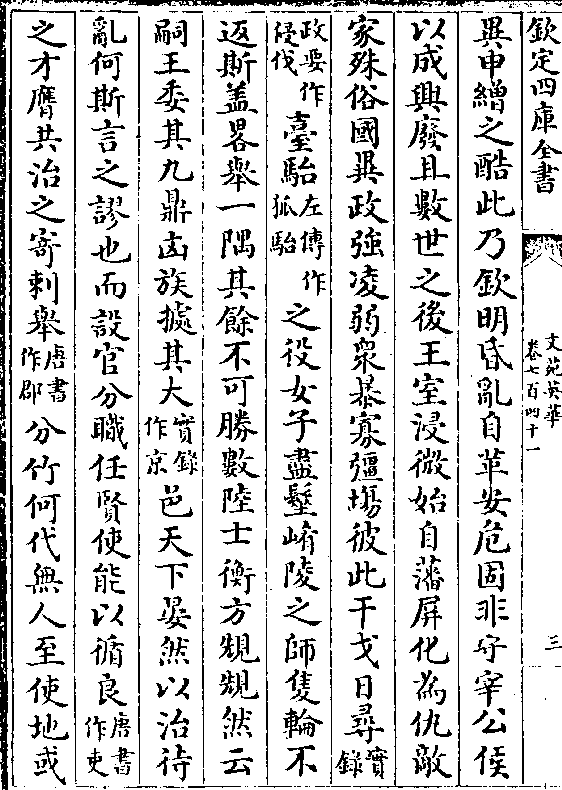 欽定四庫全書
文苑英華
卷七百四十一
三
異申繒之酷此乃欽明昏亂自革安危固非守宰公侯
以成興廢且數世之後王室浸微始自藩屏化為仇敵
家殊俗國異政強凌弱衆暴寡彊埸彼此干戈日尋實錄
政要作侵伐臺駘左傳作狐駘之役女子盡髽崤陵之師隻輪不
返斯盖畧舉一隅其餘不可勝數陸士衡方規規然云
嗣王委其九鼎凶族據其大實錄作京邑天下晏然以治待
亂何斯言之謬也而設官分職任賢使能以循良唐書作吏
之才膺共治之寄刺舉唐書作郡分竹何代無人至使地或